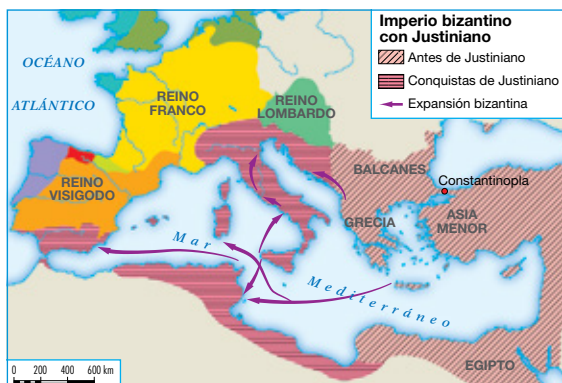 Imperio bizantino
con Justiniano
Antes de Justiniano
Conquistas de Justiniano
Expansión bizantina
OCÉANO
ATLÁNTICO
REINO
FRANCO
REINO
LOMBARDO
REINO
VISIGODO
BALCANES
Constantinopla
GRECIA
ASIA
MENOR
Mar
Mediterráneo
EGIPTO
0 200 400 600 km